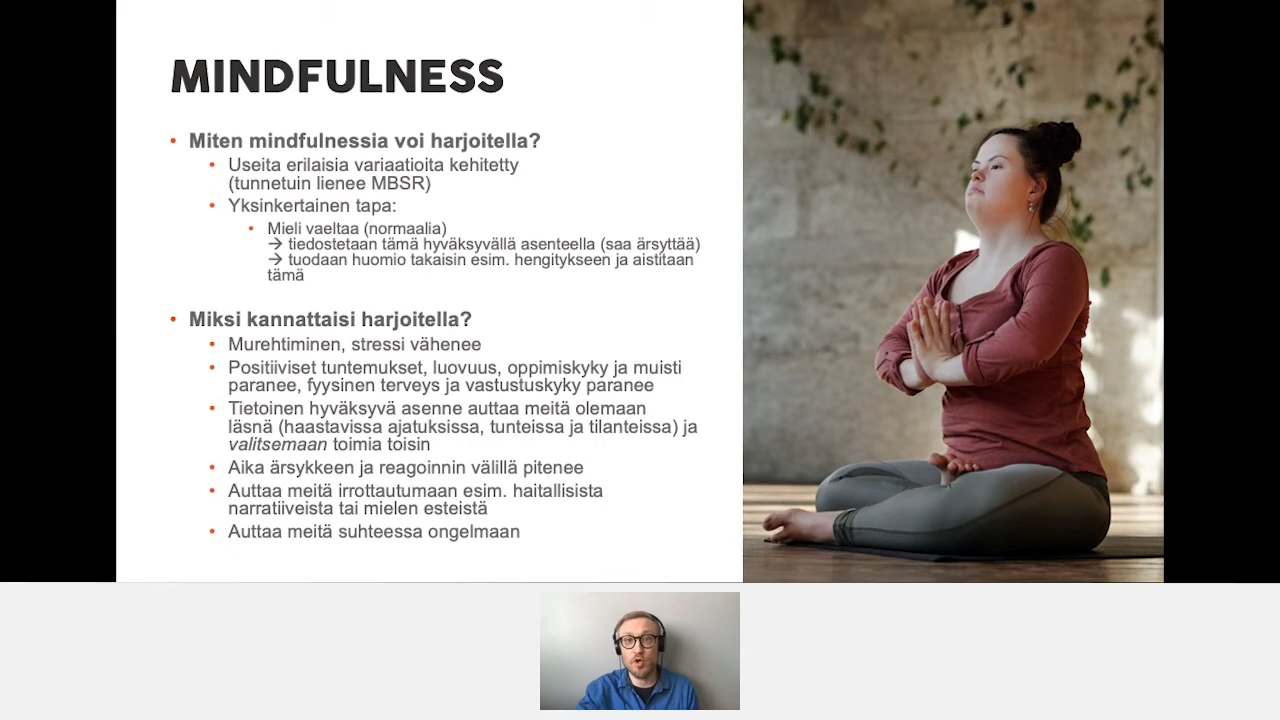 MINDFULNESS
• Miten mindfulnessia voi harjoitella?
• Useita erilaisia variaatioita kehitetty
(tunnetuin lienee MBSR)
• Yksinkertainen tapa:
• Mieli vaeltaa (normaalia)
→ tiedostetaan tämä hyväksyvällä asenteella (saa ärsyttää)
→ tuodaan huomio takaisin esim. hengitykseen ja aistitaan
tämä
• Miksi kannattaisi harjoitella?
• Murehtiminen, stressi vähenee
• Positiiviset tuntemukset, luovuus, oppimiskyky ja muisti
paranee, fyysinen terveys ja vastustuskyky paranee
• Tietoinen hyväksyvä asenne auttaa meitä olemaan
läsnä (haastavissa ajatuksissa, tunteissa ja tilanteissa) ja
valitsemaan toimia toisin
• Aika ärsykkeen ja reagoinnin välillä pitenee
• Auttaa meitä irrottautumaan esim. haitallisista
narratiiveista tai mielen esteistä
• Auttaa meitä suhteessa ongelmaan